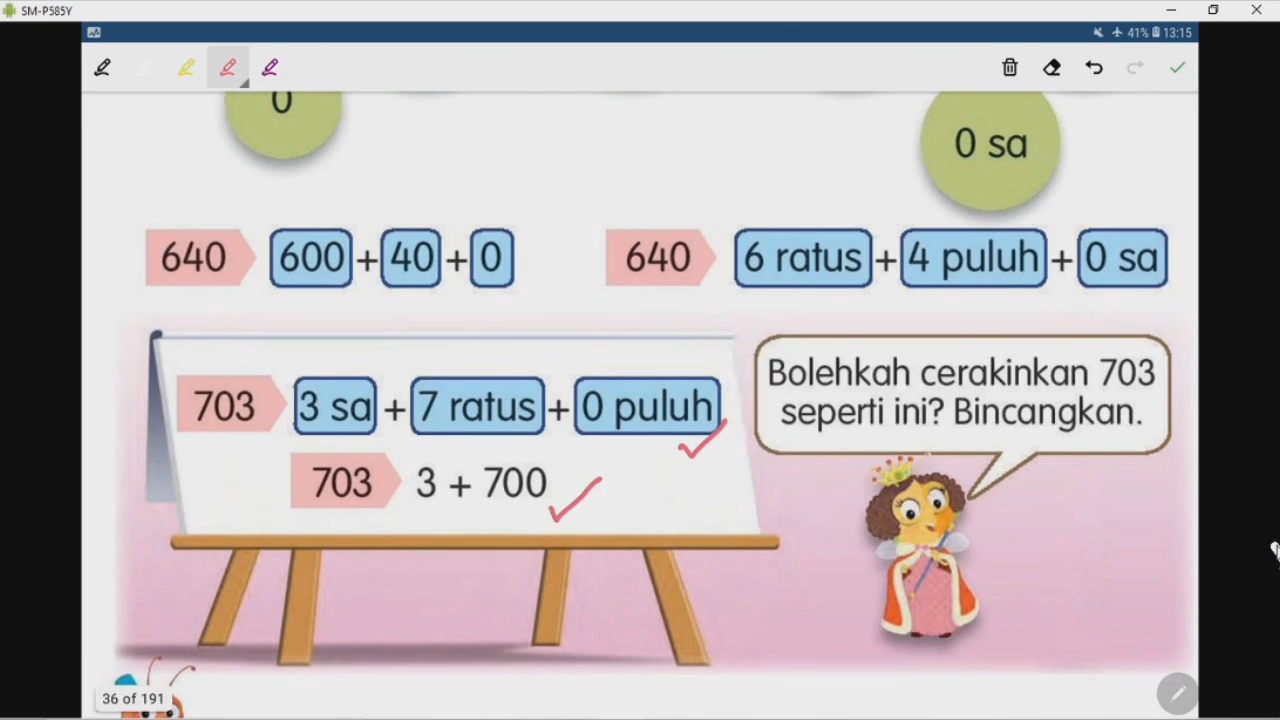 SM-P585Y
41% 13:15
0
0 sa
640 600 + 40 + 0
640 6 ratus + 4 puluh + 0 sa
703 3 sa + 7 ratus + 0 puluh
703 3 + 700
Bolehkah cerakinkan 703
seperti ini? Bincangkan.
36 of 191